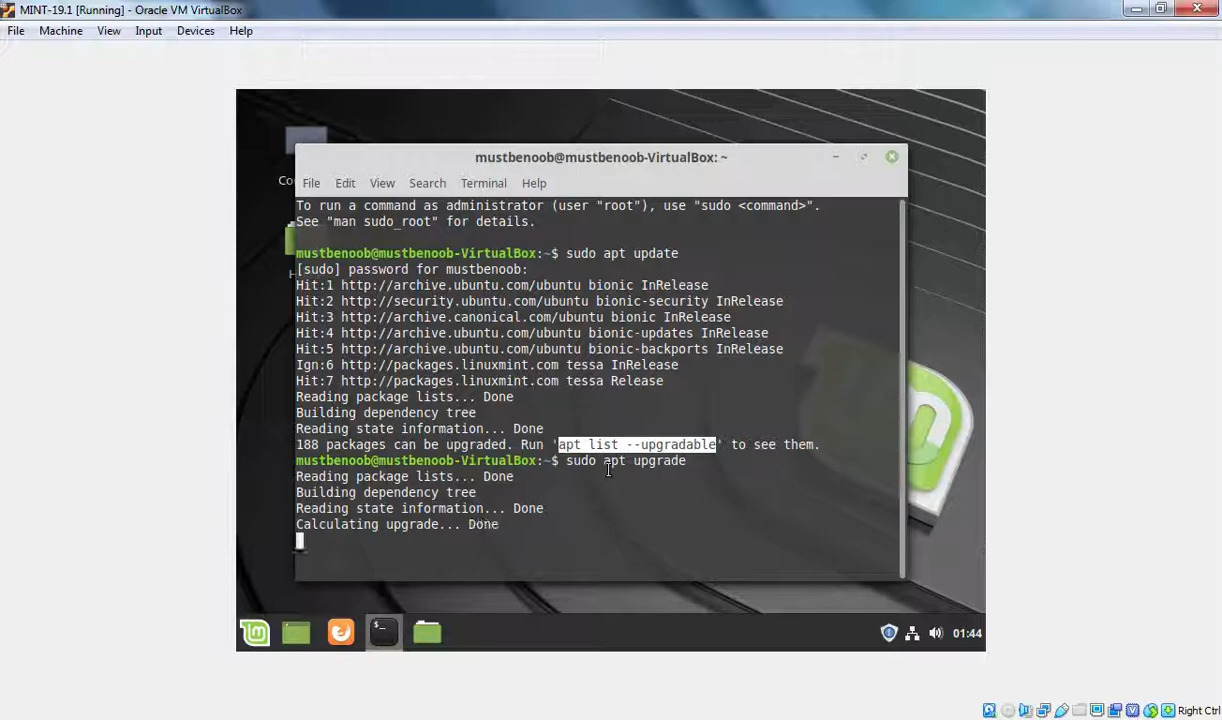 MINT-19.1 [Running] - Oracle VM VirtualBox
File Machine View Input Devices Help
mustbenoob@mustbenoob-VirtualBox: ~
File Edit View Search Terminal Help
To run a command as administrator (user "root"), use "sudo <command>".
See "man sudo_root" for details.
mustbenoob@mustbenoob-VirtualBox:~$ sudo apt update
[sudo] password for mustbenoob:
Hit:1 http://archive.ubuntu.com/ubuntu bionic InRelease
Hit:2 http://security.ubuntu.com/ubuntu bionic-security InRelease
Hit:3 http://archive.canonical.com/ubuntu bionic InRelease
Hit:4 http://archive.ubuntu.com/ubuntu bionic-updates InRelease
Hit:5 http://archive.ubuntu.com/ubuntu bionic-backports InRelease
Ign:6 http://packages.linuxmint.com tessa InRelease
Hit:7 http://packages.linuxmint.com tessa Release
Reading package lists... Done
Building dependency tree
Reading state information... Done
188 packages can be upgraded. Run 'apt list --upgradable' to see them.
mustbenoob@mustbenoob-VirtualBox:~$ sudo apt upgrade
Reading package lists... Done
Building dependency tree
Reading state information... Done
Calculating upgrade... Done
01:44
Right Ctrl